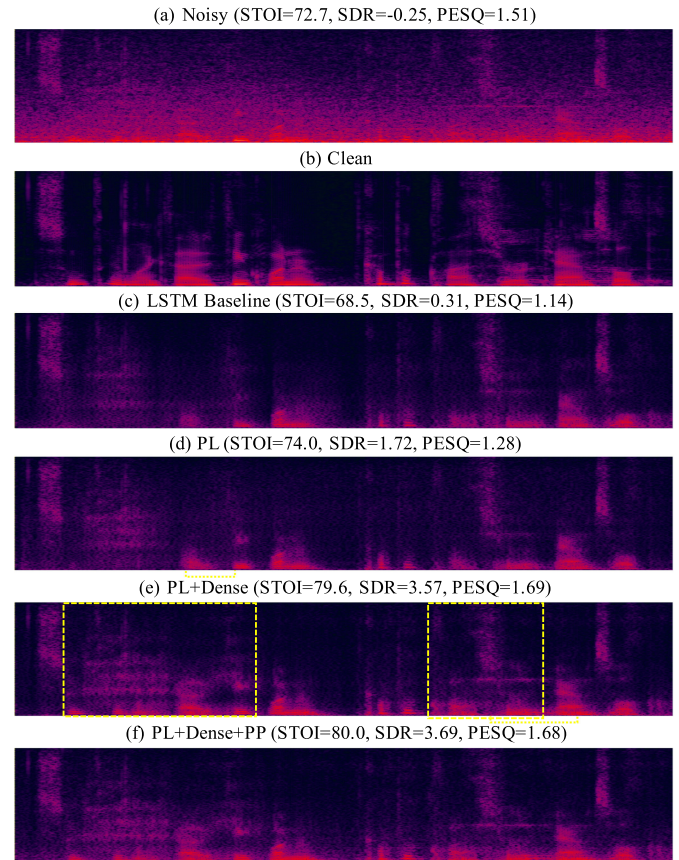 (a) Noisy (STOI=72.7, SDR=-0.25, PESQ=1.51)
(b) Clean
(c) LSTM Baseline (STOI=68.5, SDR=0.31, PESQ=1.14)
(d) PL (STOI=74.0, SDR=1.72, PESQ=1.28)
(e) PL+Dense (STOI=79.6, SDR=3.57, PESQ=1.69)
(f) PL+Dense+PP (STOI=80.0, SDR=3.69, PESQ=1.68)